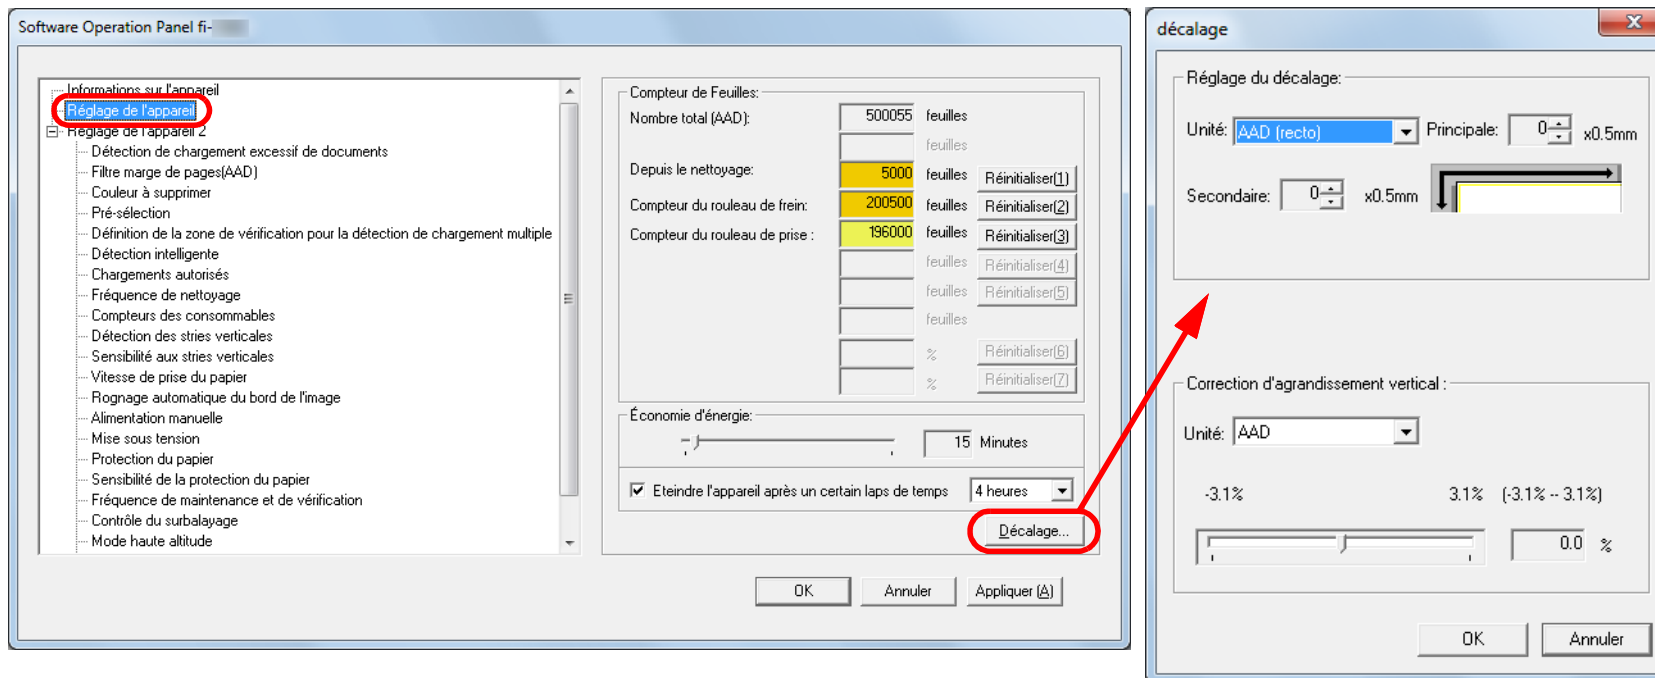 Software Operation Panel fi-
Informations sur l'appareil
Réglage de l'appareil
Réglage de l'appareil 2
Détection de chargement excessif de documents
Filtre marge de pages(AAD)
Couleur à supprimer
Pré-sélection
Définition de la zone de vérification pour la détection de chargement multiple
Détection intelligente
Chargements autorisés
Fréquence de nettoyage
Compteurs des consommables
Détection des stries verticales
Sensibilité aux stries verticales
Vitesse de prise du papier
Rognage automatique du bord de l'image
Alimentation manuelle
Mise sous tension
Protection du papier
Sensibilité de la protection du papier
Fréquence de maintenance et de vérification
Contrôle du surbalayage
Mode haute altitude
Compteur de Feuilles:
Nombre total (AAD): 500055 feuilles
feuilles
Depuis le nettoyage: 5000 feuilles Réinitialiser(1)
Compteur du rouleau de frein: 200500 feuilles Réinitialiser(2)
Compteur du rouleau de prise : 196000 feuilles Réinitialiser(3)
feuilles Réinitialiser(4)
feuilles Réinitialiser(5)
feuilles
% Réinitialiser(6)
% Réinitialiser(7)
Économie d'énergie:
15 Minutes
Eteindre l'appareil après un certain laps de temps 4 heures
Décalage...
OK Annuler Appliquer (A)
décalage
Réglage du décalage:
Unité: AAD (recto) Principale: 0 x0.5mm
Secondaire: 0 x0.5mm
Correction d'agrandissement vertical :
Unité: AAD
-3.1% 3.1% (-3.1% -- 3.1%)
0.0 %
OK Annuler